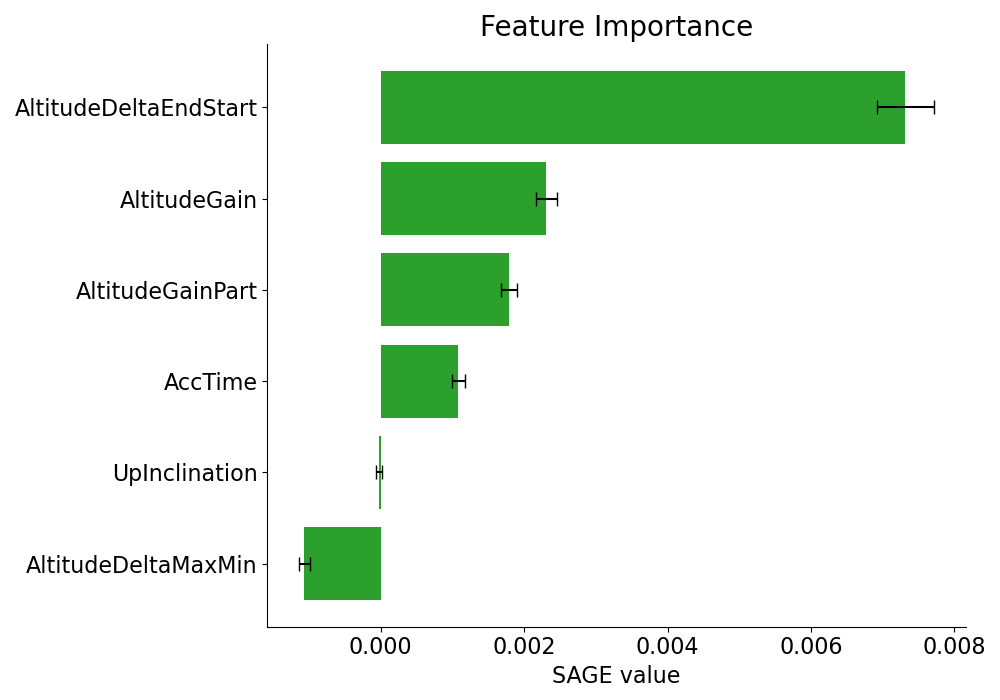 Feature Importance
AltitudeDeltaEndStart
AltitudeGain
AltitudeGainPart
AccTime
UpInclination
AltitudeDeltaMaxMin
0.000 0.002 0.004 0.006 0.008
SAGE value